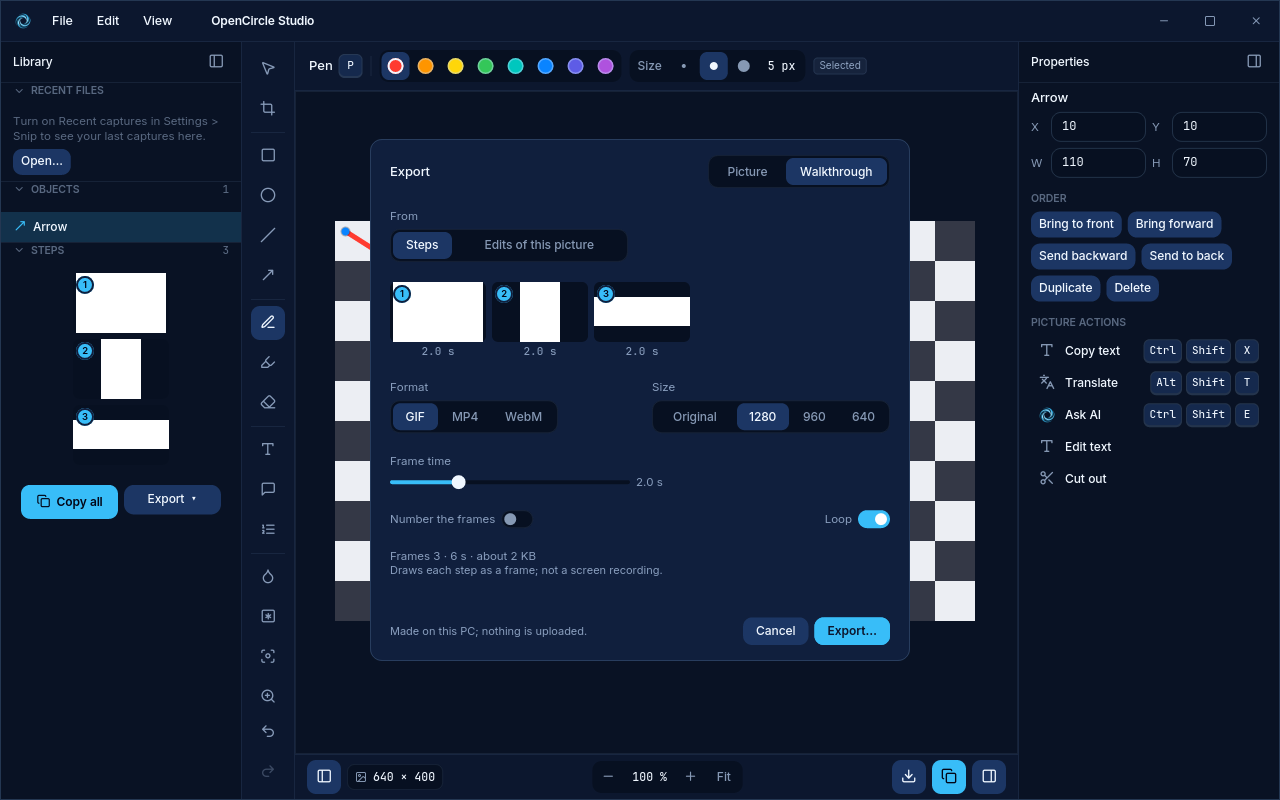 File Edit View OpenCircle Studio
Library
RECENT FILES
Turn on Recent captures in Settings >
Snip to see your last captures here.
Open...
OBJECTS 1
Arrow
STEPS 3
1
2
3
Copy all Export
Pen P Size 5 px Selected
Export Picture Walkthrough
From
Steps Edits of this picture
1 2 3
2.0 s 2.0 s 2.0 s
Format Size
GIF MP4 WebM Original 1280 960 640
Frame time
2.0 s
Number the frames Loop
Frames 3 · 6 s · about 2 KB
Draws each step as a frame; not a screen recording.
Made on this PC; nothing is uploaded. Cancel Export...
640 × 400 100 % Fit
Properties
Arrow
X 10 Y 10
W 110 H 70
ORDER
Bring to front Bring forward
Send backward Send to back
Duplicate Delete
PICTURE ACTIONS
Copy text Ctrl Shift X
Translate Alt Shift T
Ask AI Ctrl Shift E
Edit text
Cut out